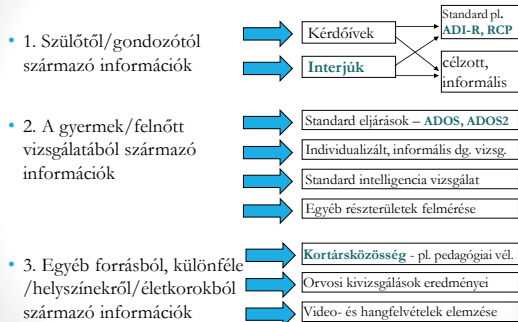 • 1. Szülőtől/gondozótól
származó információk
Kérdőívek
Interjúk
Standard pl.
ADI-R, RCP
célzott,
informális
• 2. A gyermek/felnőtt
vizsgálatából származó
információk
Standard eljárások – ADOS, ADOS2
Individualizált, informális dg. vizsg.
Standard intelligencia vizsgálat
Egyéb részterületek felmérése
• 3. Egyéb forrásból, különféle
/helyszínekről/életkorokból
származó információk
Kortársközösség - pl. pedagógiai vél.
Orvosi kivizsgálások eredményei
Video- és hangfelvételek elemzése